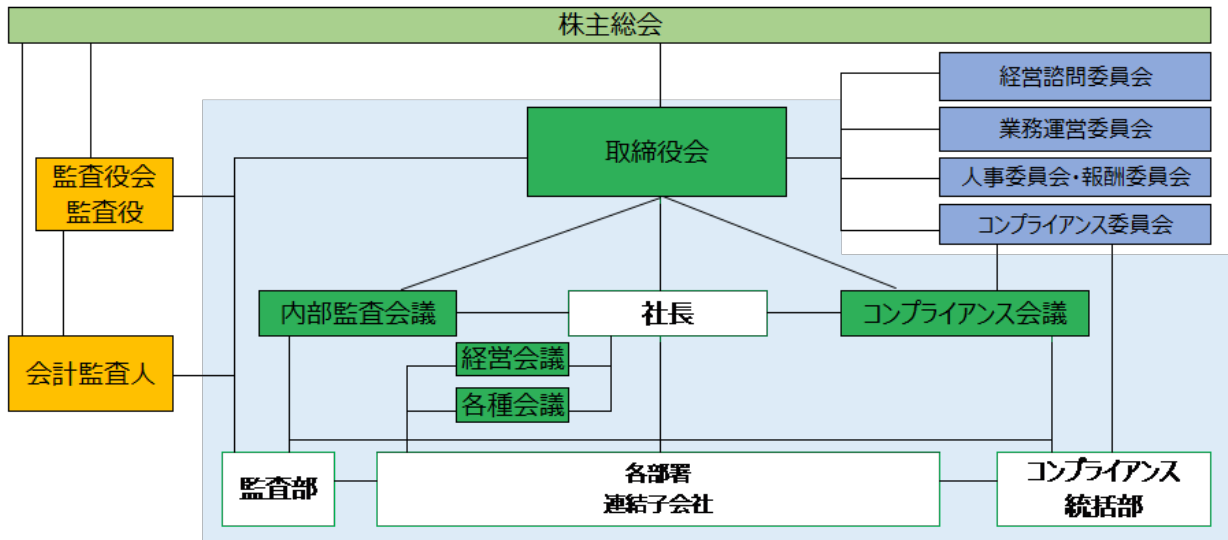 株主総会
経営諮問委員会
業務運営委員会
取締役会
人事委員会・報酬委員会
監査役会
監査役
コンプライアンス委員会
内部監査会議
社長
コンプライアンス会議
経営会議
会計監査人
各種会議
監査部
各部署
連結子会社
コンプライアンス
統括部